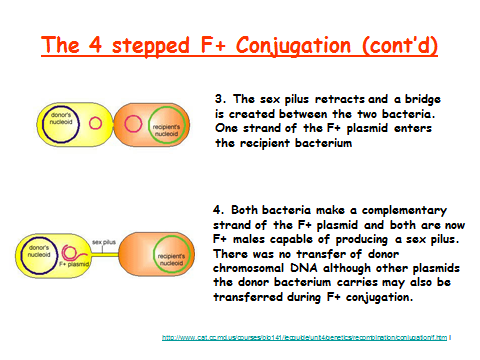 The 4 stepped F+ Conjugation (cont'd)
donor's
nucleoid
recipient's
nucleoid
3. The sex pilus retracts and a bridge
is created between the two bacteria.
One strand of the F+ plasmid enters
the recipient bacterium
donor's
nucleoid
sex pilus
F+ plasmid
recipient's
nucleoid
4. Both bacteria make a complementary
strand of the F+ plasmid and both are now
F+ males capable of producing a sex pilus.
There was no transfer of donor
chromosomal DNA although other plasmids
the donor bacterium carries may also be
transferred during F+ conjugation.